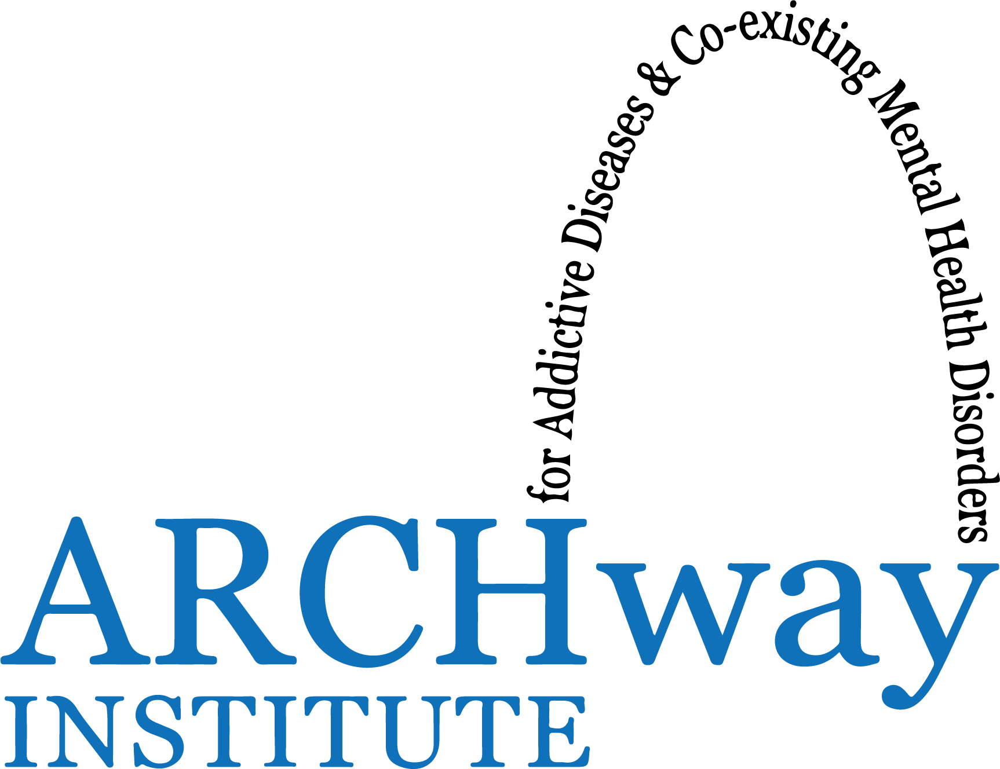 for Addictive Diseases & Co-existing Mental Health Disorders
ARCHway
INSTITUTE